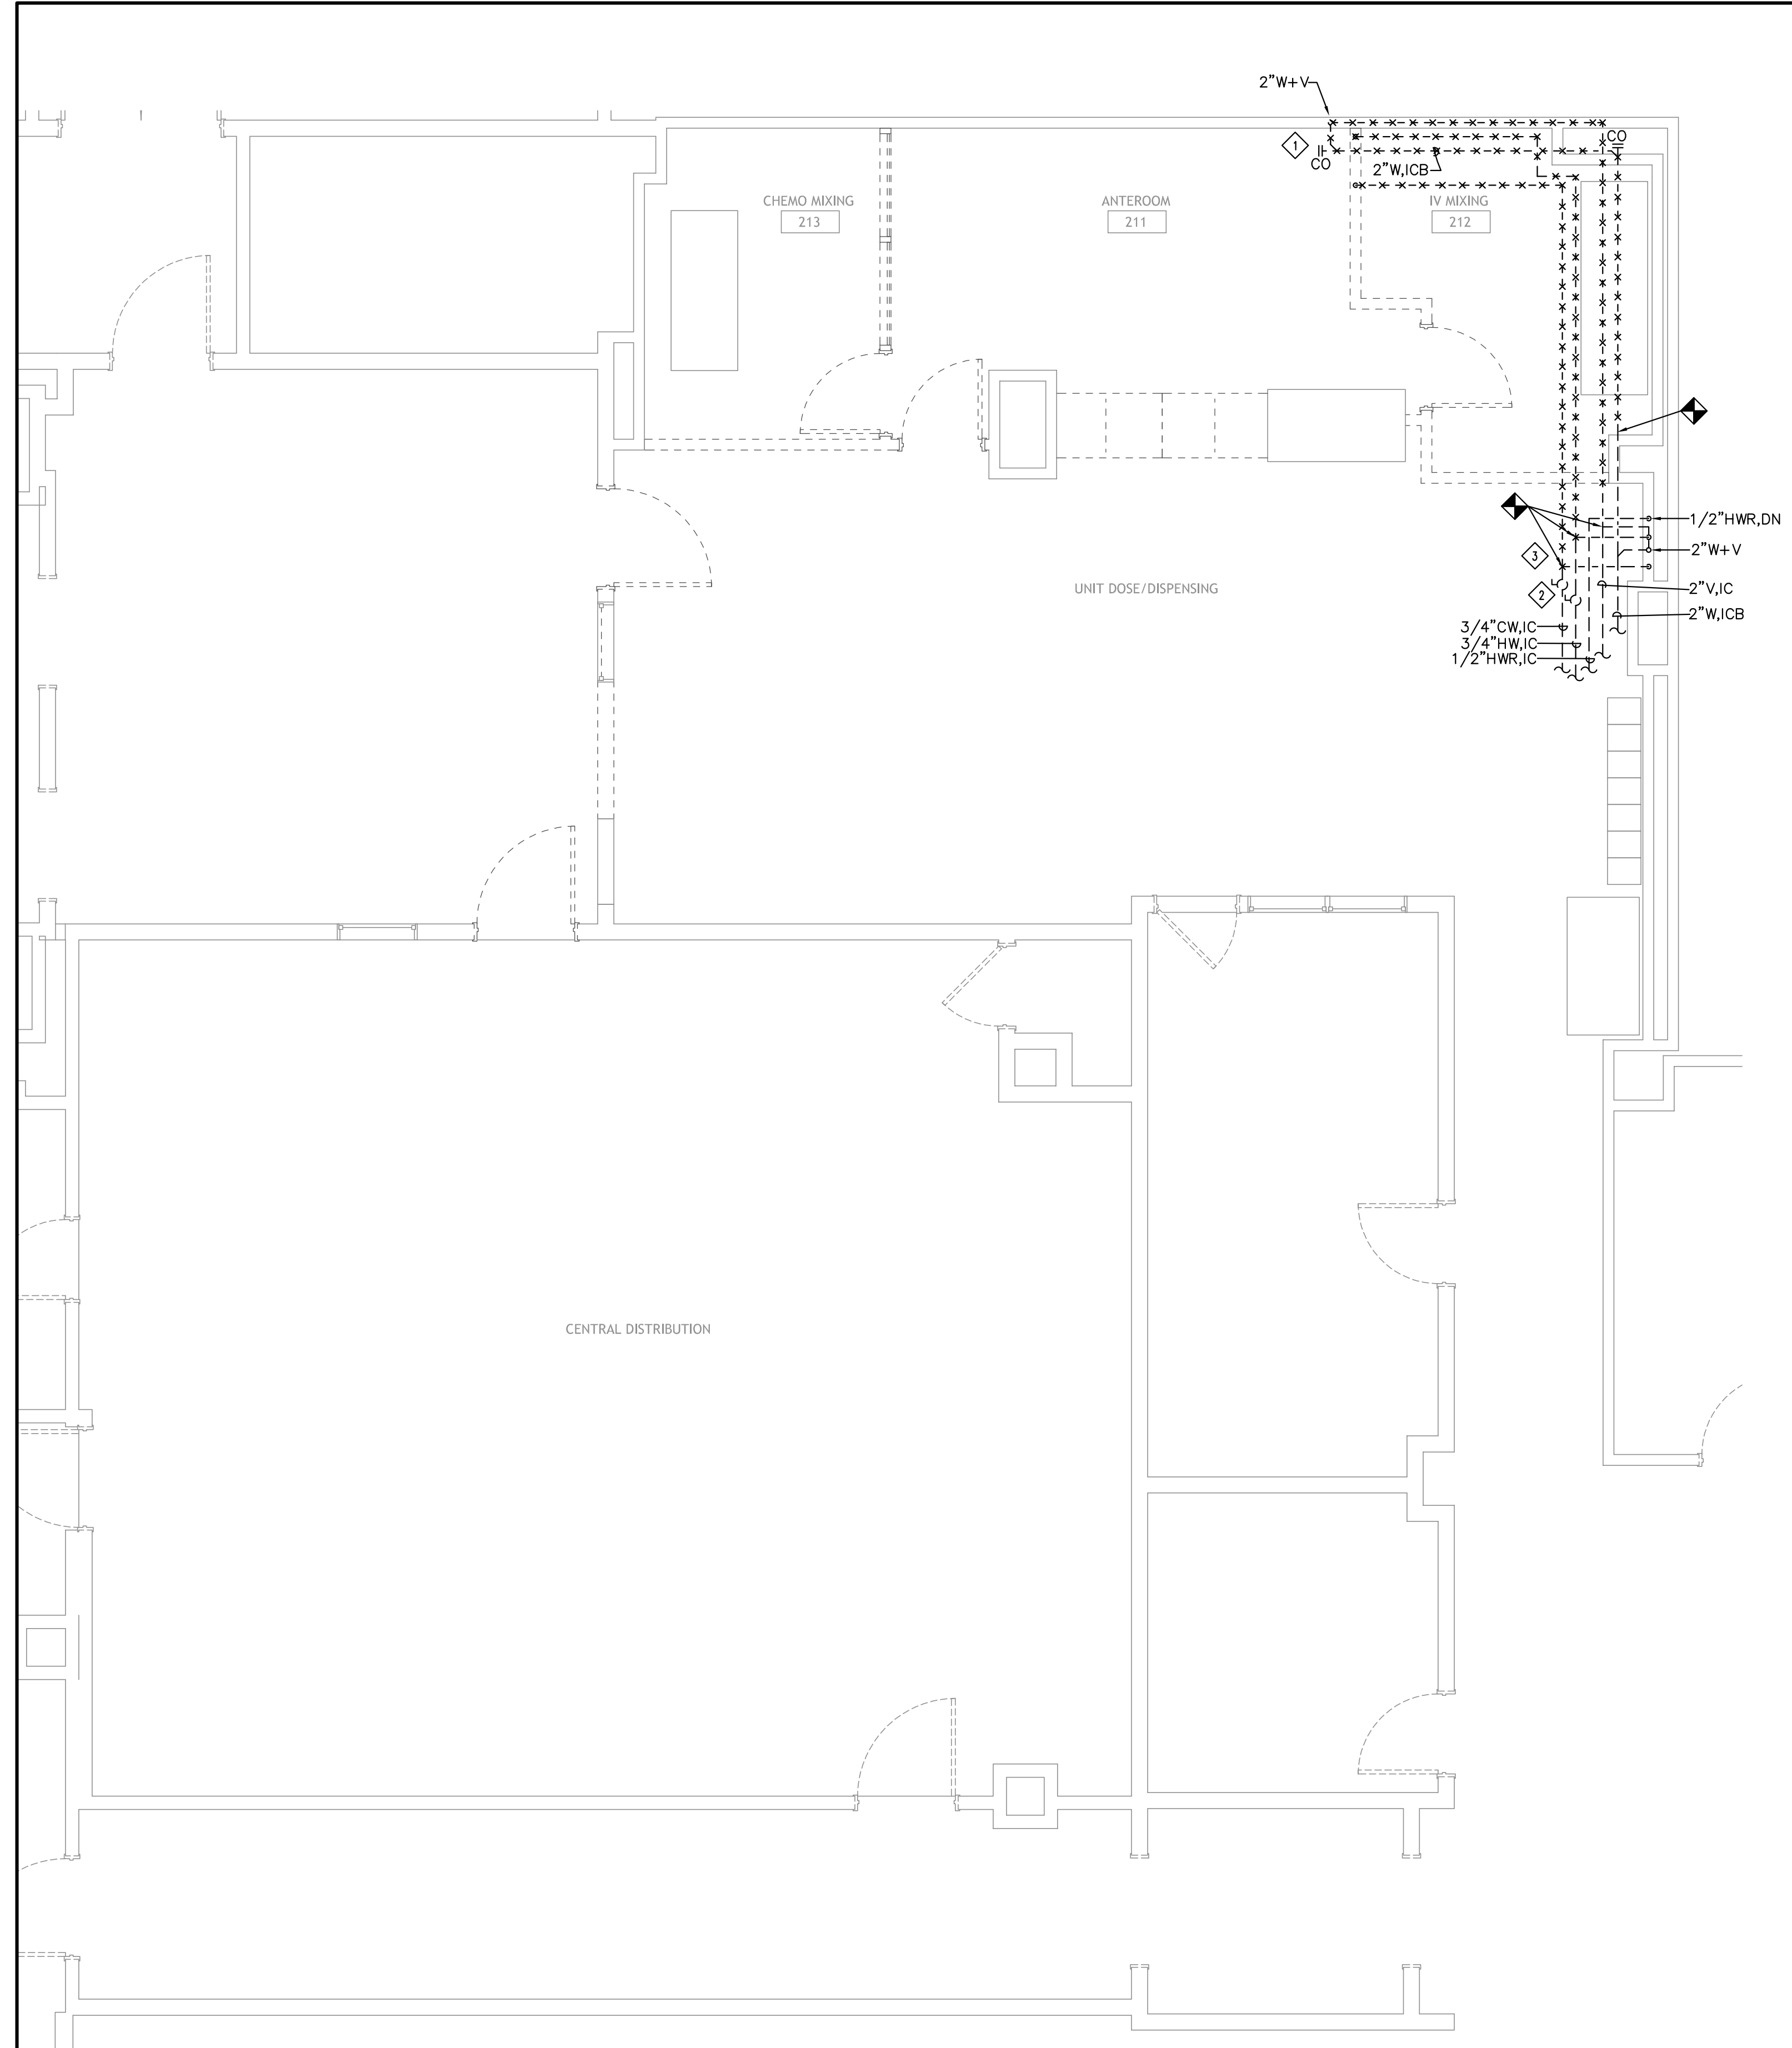 2"W+V
1
CO
CO
2"W,ICB
CHEMO MIXING
213
ANTEROOM
211
IV MIXING
212
1/2"HWR,DN
3
2"W+V
UNIT DOSE/DISPENSING
2
2"V,IC
2"W,ICB
3/4"CW,IC
3/4"HW,IC
1/2"HWR,IC
CENTRAL DISTRIBUTION